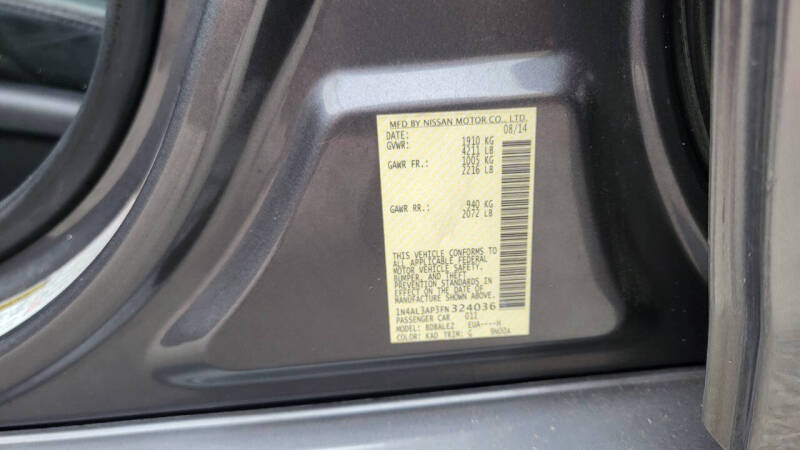 MFD BY NISSAN MOTOR CO., LTD.
DATE: 08/14
GVWR: 1910 KG
4211 LB
GAWR FR.: 1005 KG
2216 LB
GAWR RR.: 940 KG
2072 LB
THIS VEHICLE CONFORMS TO
ALL APPLICABLE FEDERAL
MOTOR VEHICLE SAFETY,
BUMPER, AND THEFT
PREVENTION STANDARDS IN
EFFECT ON THE DATE OF
MANUFACTURE SHOWN ABOVE.
1N4AL3AP3FN324036
PASSENGER CAR 011
MODEL: BDBALEZ EUA----H
COLOR: KAD TRIM: G 9N00A